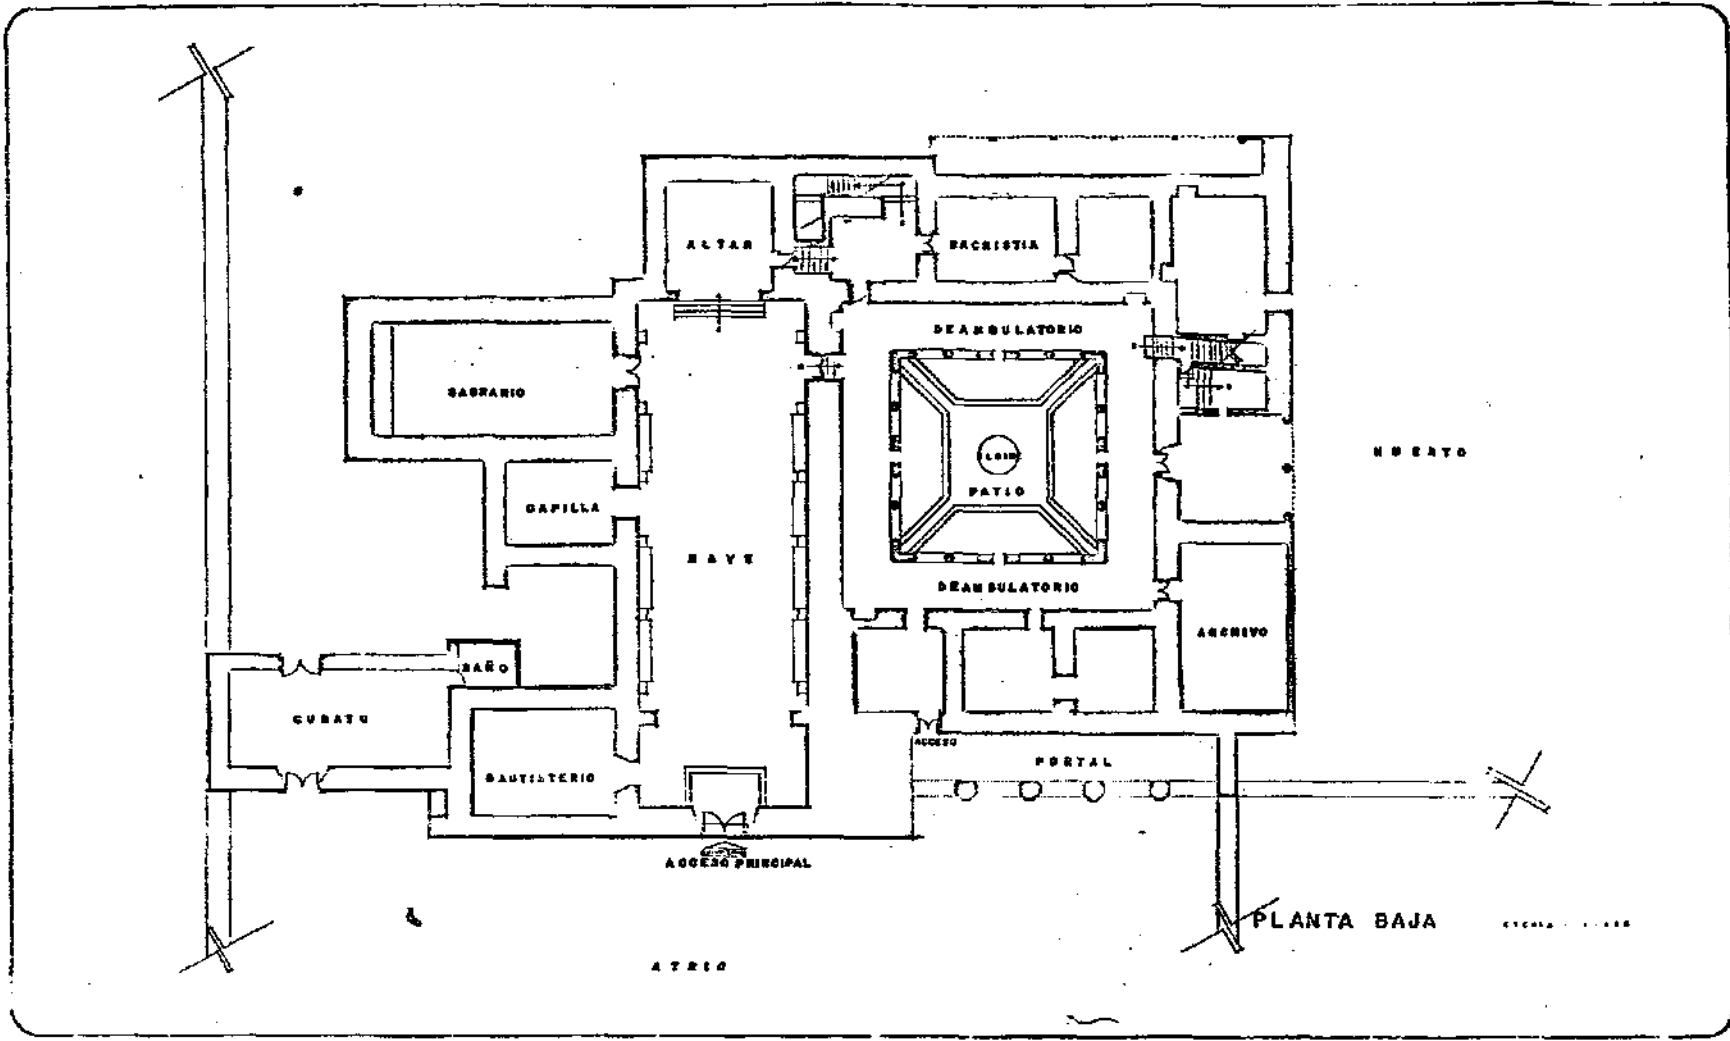 ALTAR
SACRISTIA
DEAMBULATORIO
SAGRARIO
HUERTO
PATIO
CAPILLA
NAVE
DEAMBULATORIO
ARCHIVO
BAÑO
CURATO
ACCESO
PORTAL
BAUTISTERIO
ACCESO PRINCIPAL
PLANTA BAJA
ATRIO